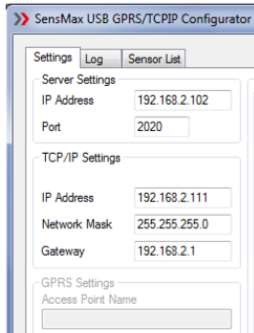 SensMax USB GPRS/TCPIP Configurator
Settings Log Sensor List
Server Settings
IP Address 192.168.2.102
Port 2020
TCP/IP Settings
IP Address 192.168.2.111
Network Mask 255.255.255.0
Gateway 192.168.2.1
GPRS Settings
Access Point Name